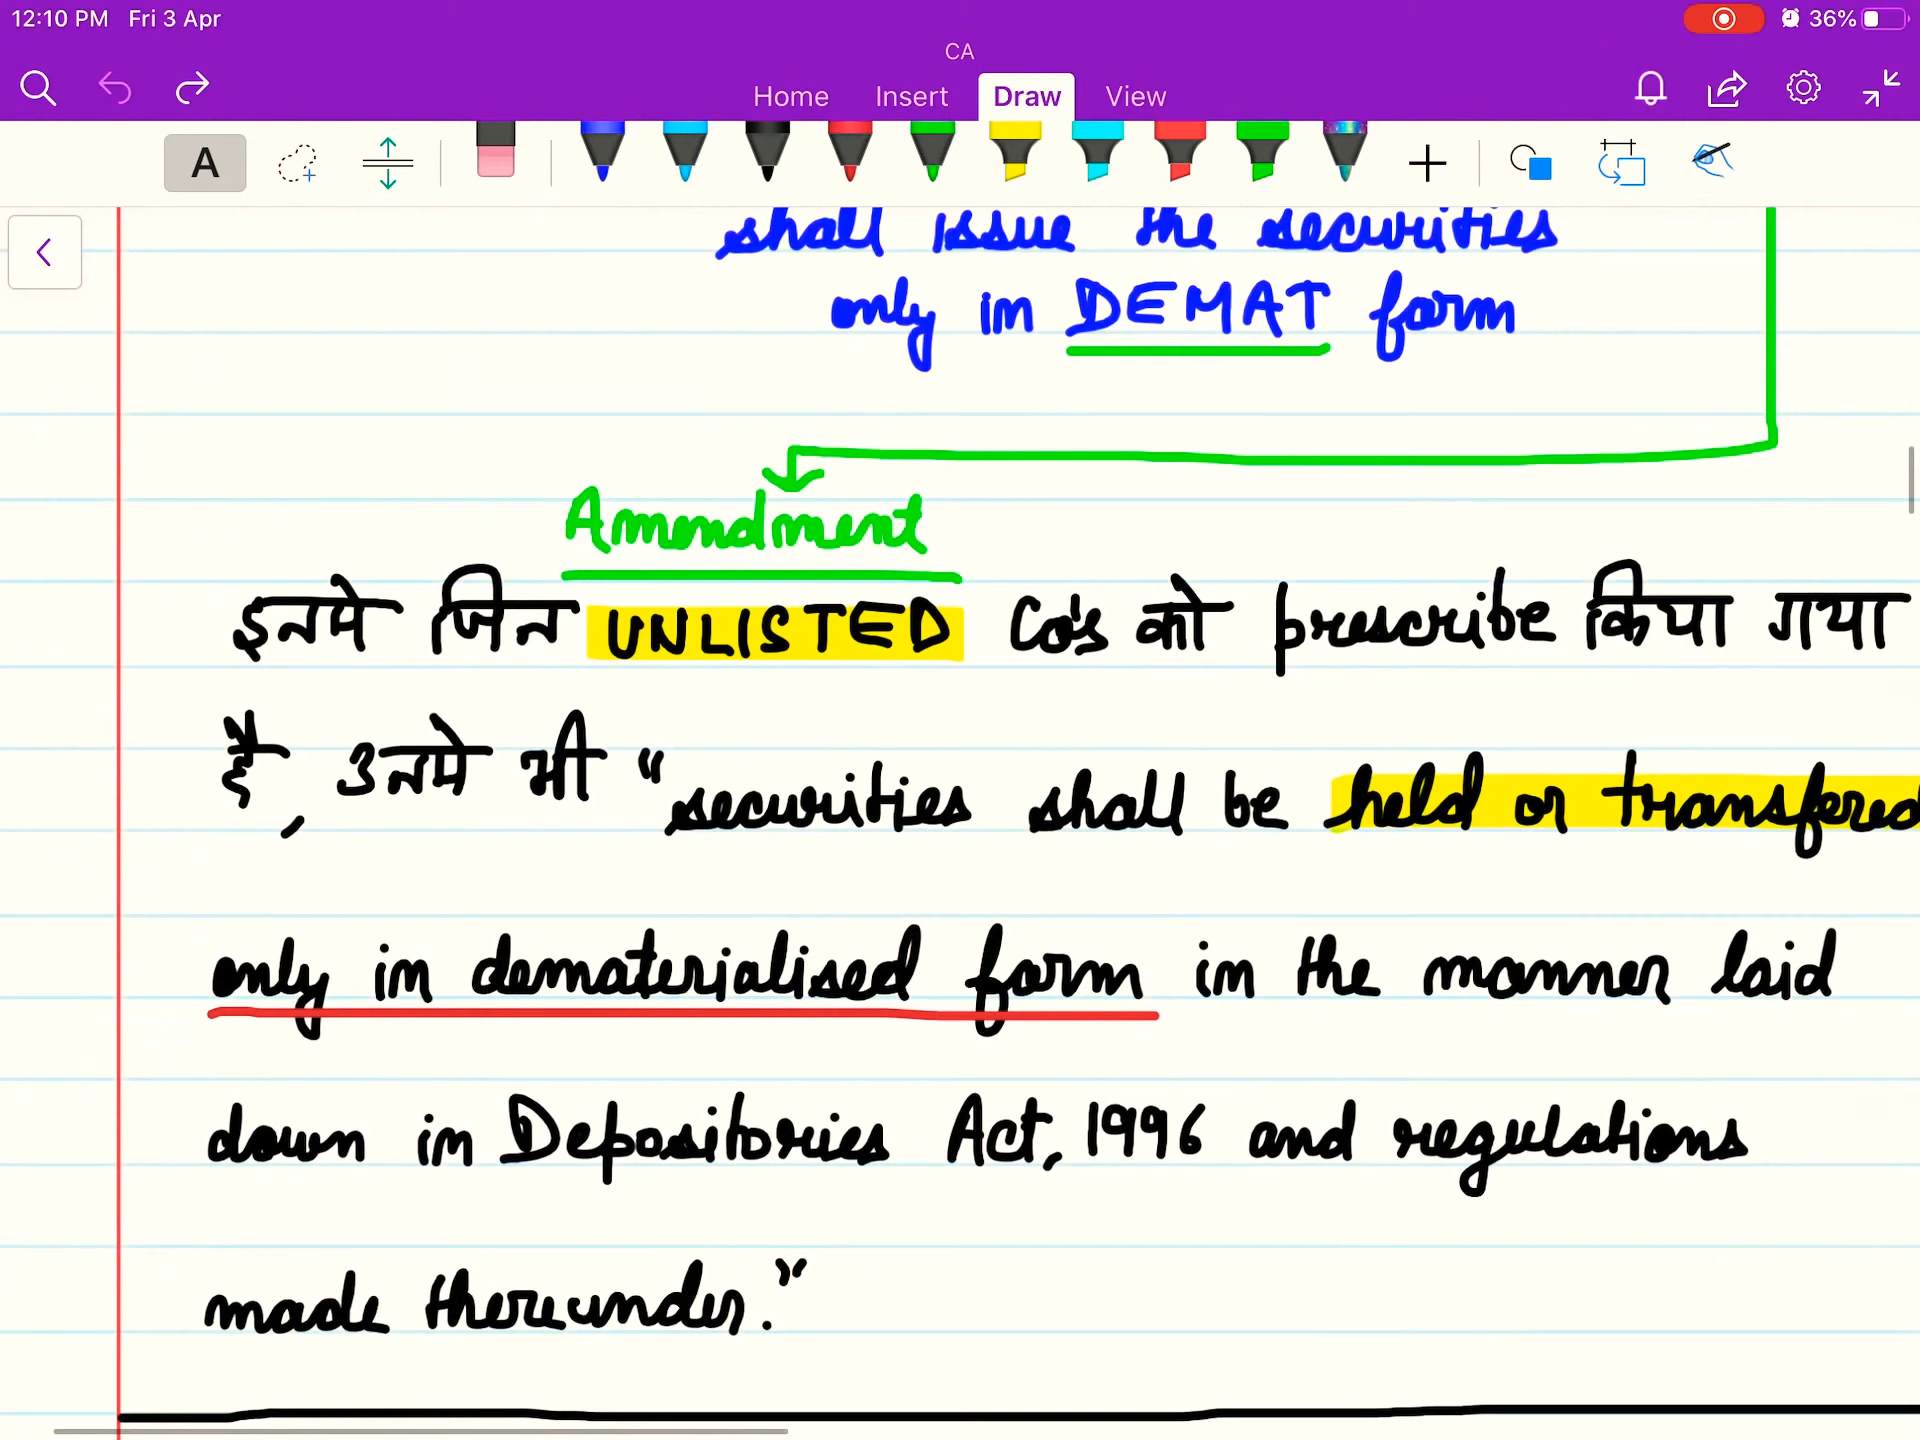 12:10 PM Fri 3 Apr
36%
CA
Home Insert Draw View
A
shall issue the securities
only in DEMAT form
Amendment
इनमे जिन UNLISTED Co's को prescribe किया गया
है, उनमे भी "securities shall be held or transfered
only in dematerialised form in the manner laid
down in Depositories Act, 1996 and regulations
made thereunder."